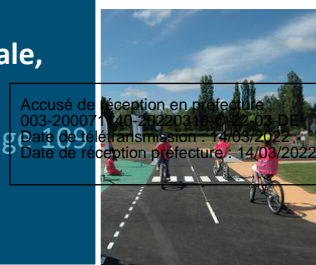 ale,
Accusé de réception en préfecture
Date de télétransmission : 14/03/2022
Date de réception préfecture : 14/03/2022